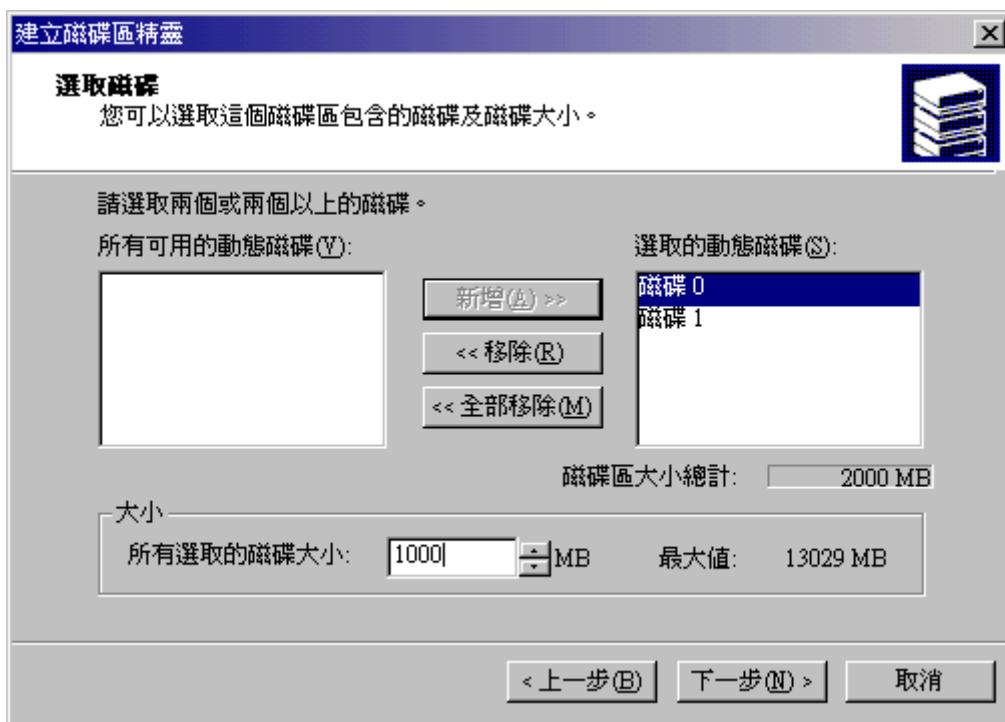 建立磁碟區精靈
選取磁碟
您可以選取這個磁碟區包含的磁碟及磁碟大小。
請選取兩個或兩個以上的磁碟。
所有可用的動態磁碟(V):
選取的動態磁碟(S):
新增(A) >>
<< 移除(R)
<< 全部移除(M)
磁碟 0
磁碟 1
磁碟區大小總計: 2000 MB
大小
所有選取的磁碟大小: 1000 MB 最大值: 13029 MB
< 上一步(B) 下一步(N) > 取消